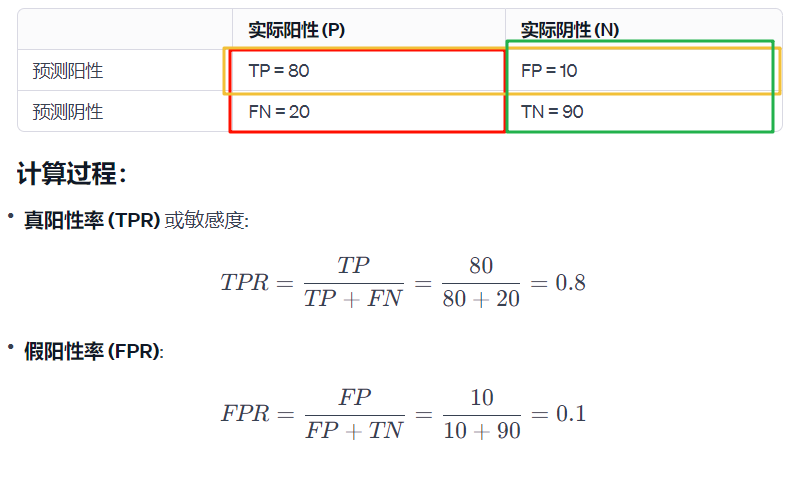 实际阳性 (P) 实际阴性 (N)
预测阳性 TP = 80 FP = 10
预测阴性 FN = 20 TN = 90
计算过程：
• 真阳性率 (TPR) 或敏感度:
TPR = \frac{TP}{TP + FN} = \frac{80}{80 + 20} = 0.8
• 假阳性率 (FPR):
FPR = \frac{FP}{FP + TN} = \frac{10}{10 + 90} = 0.1